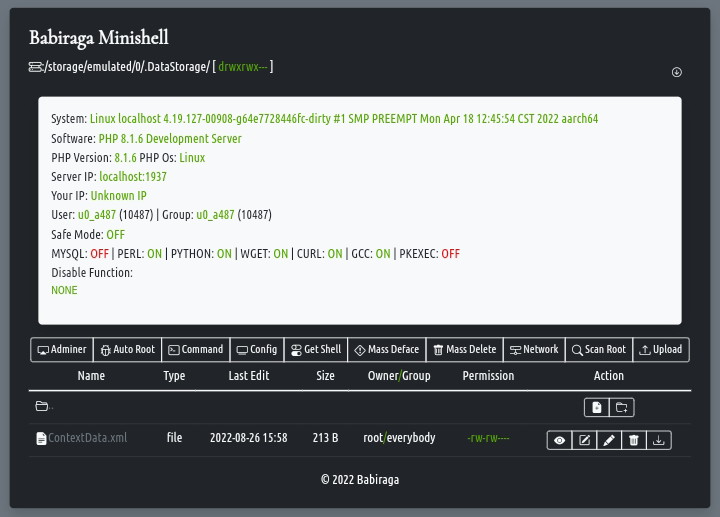 Babiraga Minishell
:/storage/emulated/0/.DataStorage/ [ drwxrwx--- ]
System: Linux localhost 4.19.127-00908-g64e7728446fc-dirty #1 SMP PREEMPT Mon Apr 18 12:45:54 CST 2022 aarch64
Software: PHP 8.1.6 Development Server
PHP Version: 8.1.6 PHP Os: Linux
Server IP: localhost:1937
Your IP: Unknown IP
User: u0_a487 (10487) | Group: u0_a487 (10487)
Safe Mode: OFF
MYSQL: OFF | PERL: ON | PYTHON: ON | WGET: ON | CURL: ON | GCC: ON | PKEXEC: OFF
Disable Function:
NONE
Adminer Auto Root Command Config Get Shell Mass Deface Mass Delete Network Scan Root Upload
Name Type Last Edit Size Owner/Group Permission Action
..
ContextData.xml file 2022-08-26 15:58 213 B root/everybody -rw-rw----
© 2022 Babiraga